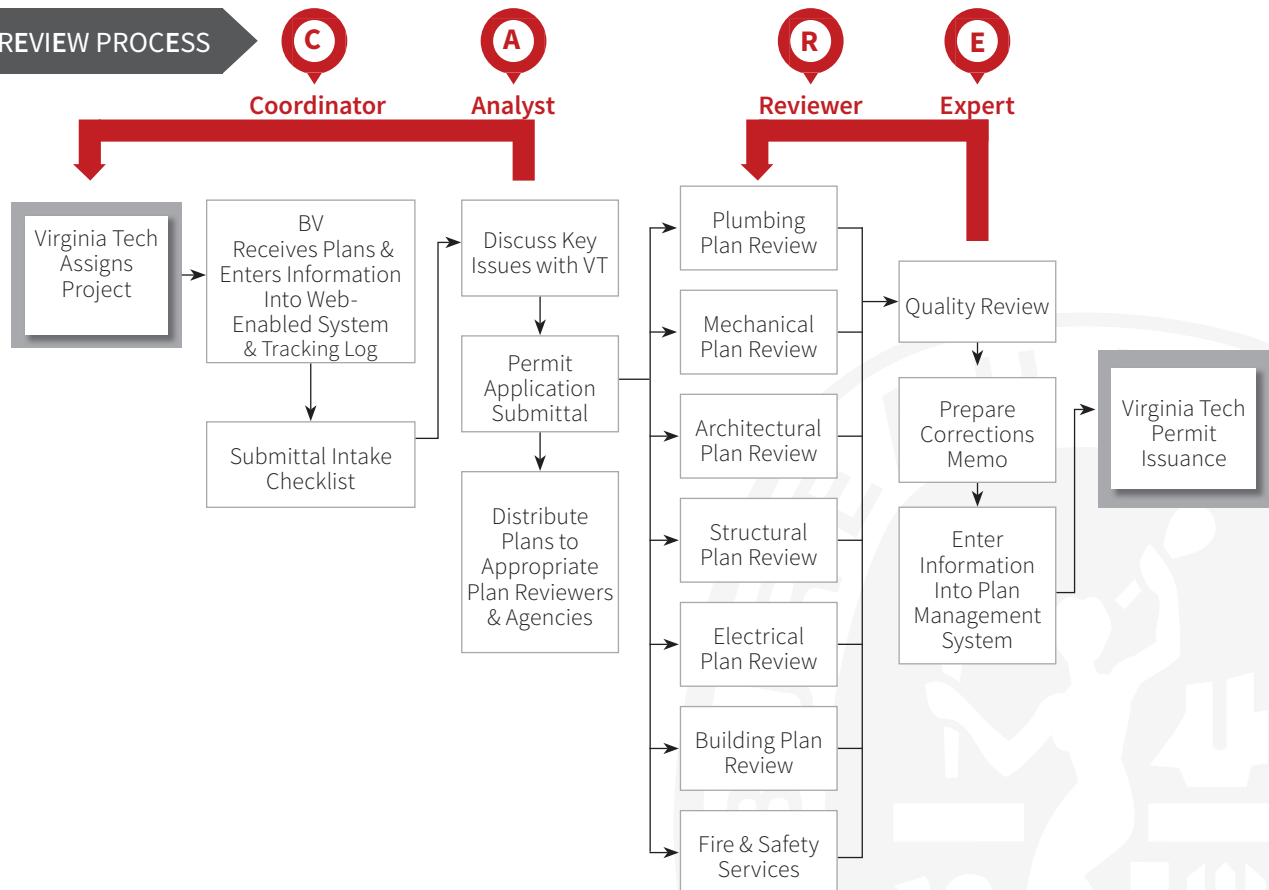 REVIEW PROCESS
C
A
R
E
Coordinator
Analyst
Reviewer
Expert
Virginia Tech
Assigns
Project
BV
Receives Plans &
Enters Information
Into Web-
Enabled System
& Tracking Log
Submittal Intake
Checklist
Discuss Key
Issues with VT
Permit
Application
Submittal
Distribute
Plans to
Appropriate
Plan Reviewers
& Agencies
Plumbing
Plan Review
Mechanical
Plan Review
Architectural
Plan Review
Structural
Plan Review
Electrical
Plan Review
Building Plan
Review
Fire & Safety
Services
Quality Review
Prepare
Corrections
Memo
Enter
Information
Into Plan
Management
System
Virginia Tech
Permit
Issuance